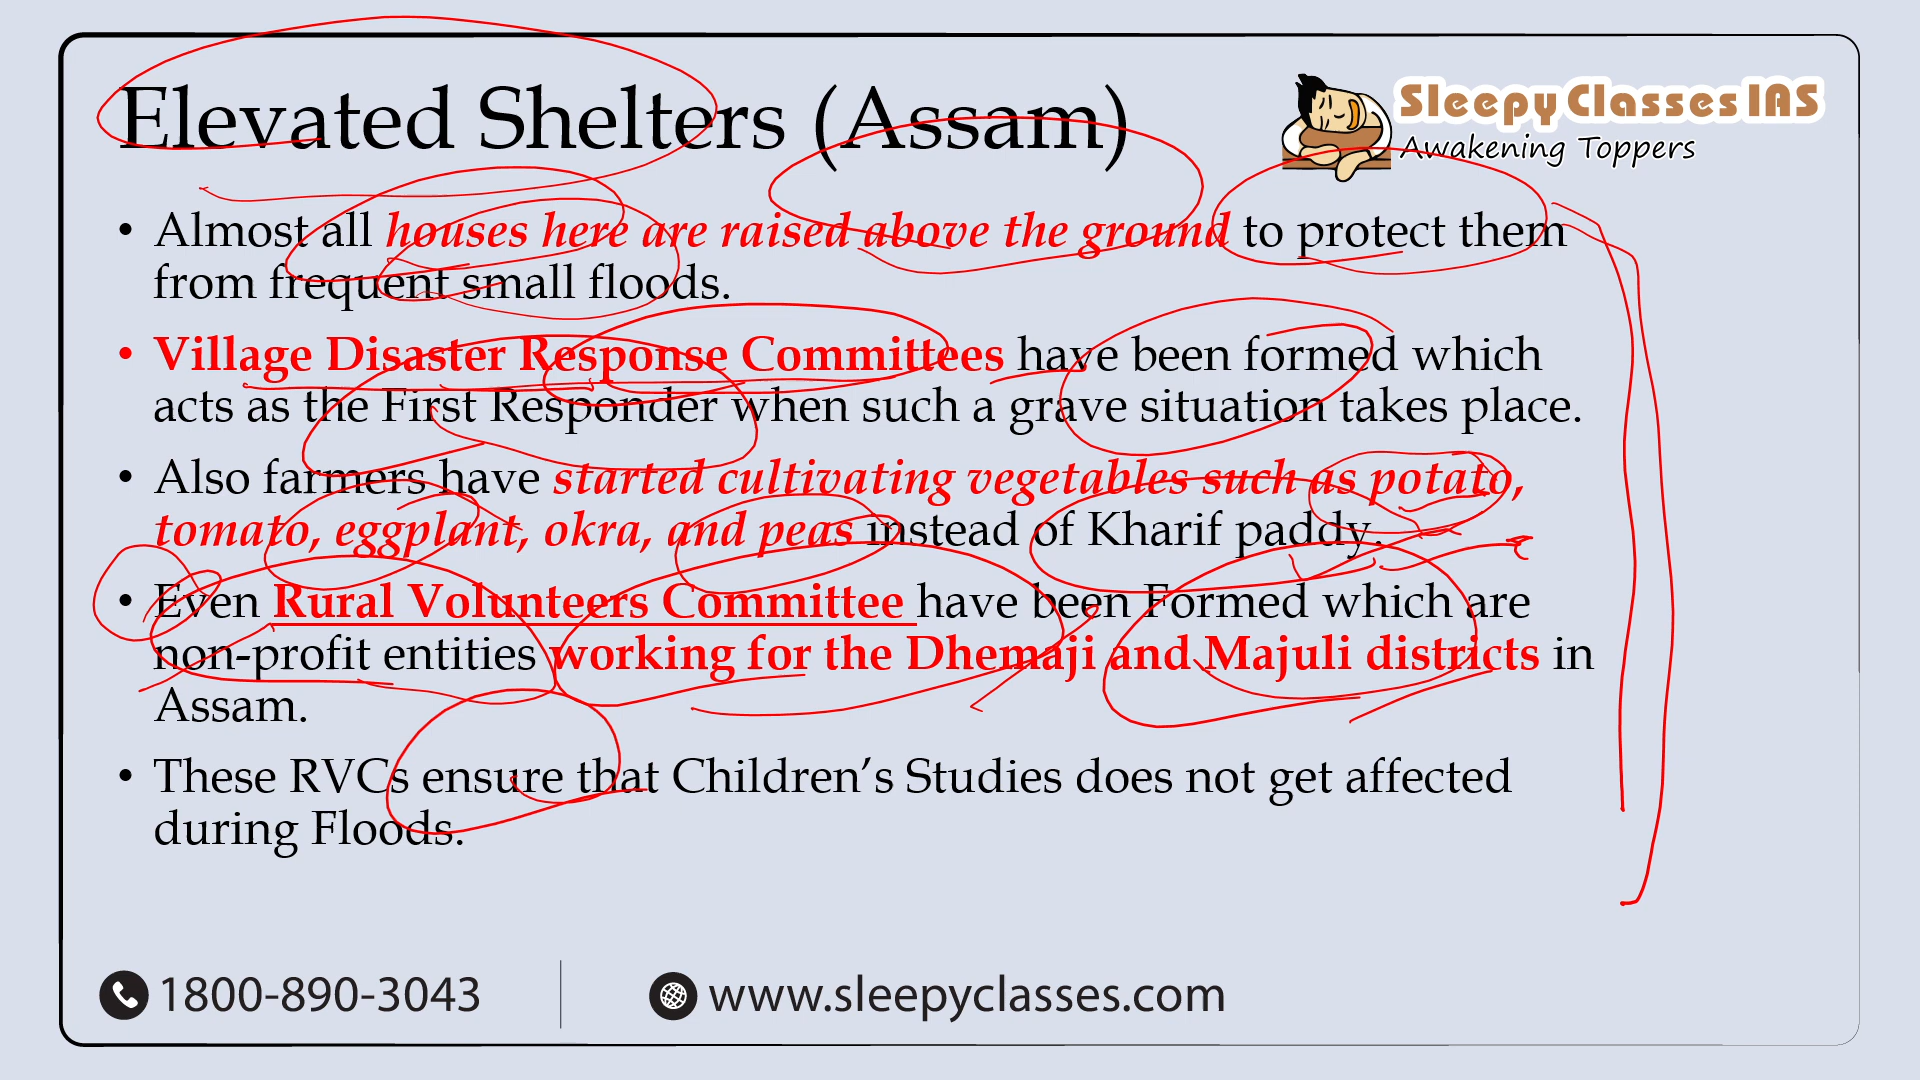 Elevated Shelters (Assam)
Sleepy Classes IAS
Awakening Toppers
• Almost all houses here are raised above the ground to protect them
from frequent small floods.
• Village Disaster Response Committees have been formed which
acts as the First Responder when such a grave situation takes place.
• Also farmers have started cultivating vegetables such as potato,
tomato, eggplant, okra, and peas instead of Kharif paddy.
• Even Rural Volunteers Committee have been Formed which are
non-profit entities working for the Dhemaji and Majuli districts in
Assam.
• These RVCs ensure that Children’s Studies does not get affected
during Floods.
1800-890-3043
www.sleepyclasses.com